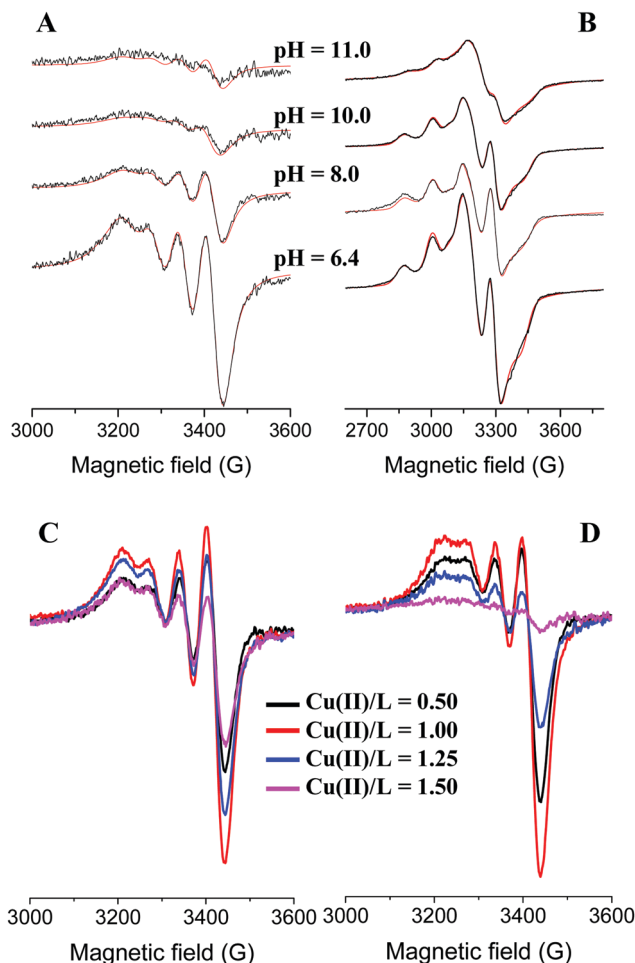 A
B
pH = 11.0
pH = 10.0
pH = 8.0
pH = 6.4
3000 3200 3400 3600
2700 3000 3300 3600
Magnetic field (G)
Magnetic field (G)
C
D
Cu(II)/L = 0.50
Cu(II)/L = 1.00
Cu(II)/L = 1.25
Cu(II)/L = 1.50
3000 3200 3400 3600
3000 3200 3400 3600
Magnetic field (G)
Magnetic field (G)